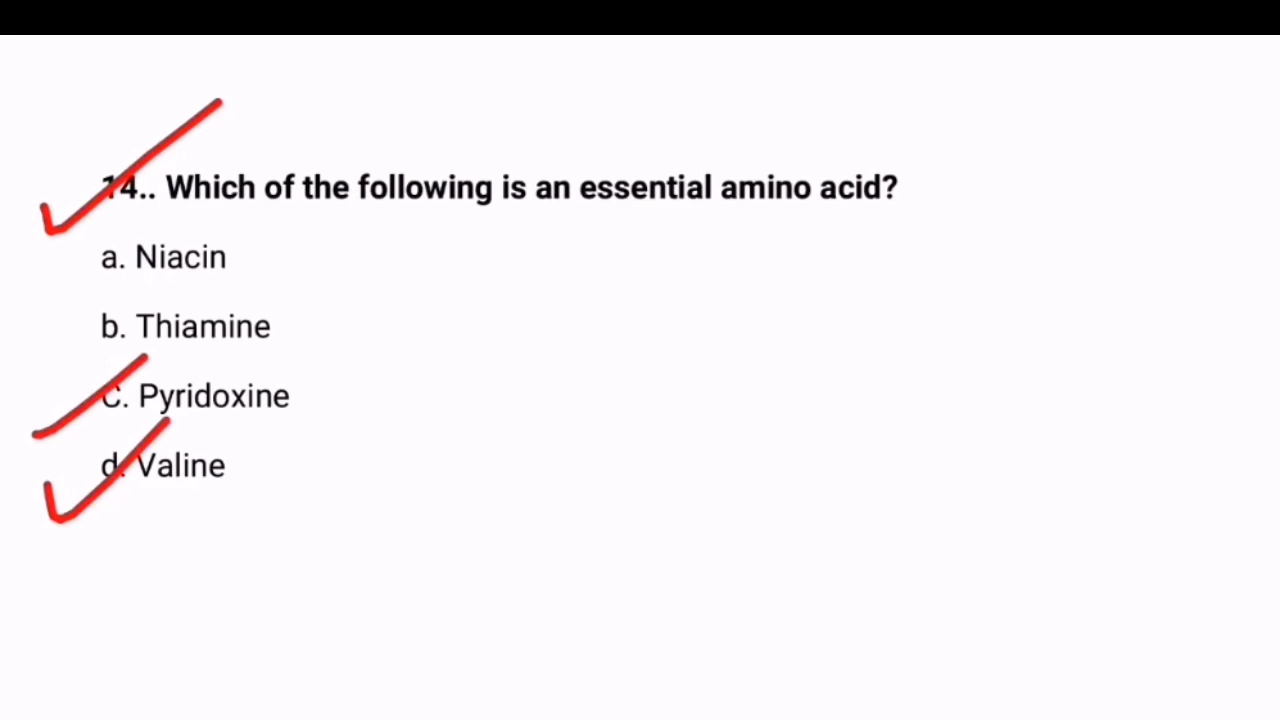 14.. Which of the following is an essential amino acid?
a. Niacin
b. Thiamine
C. Pyridoxine
d. Valine